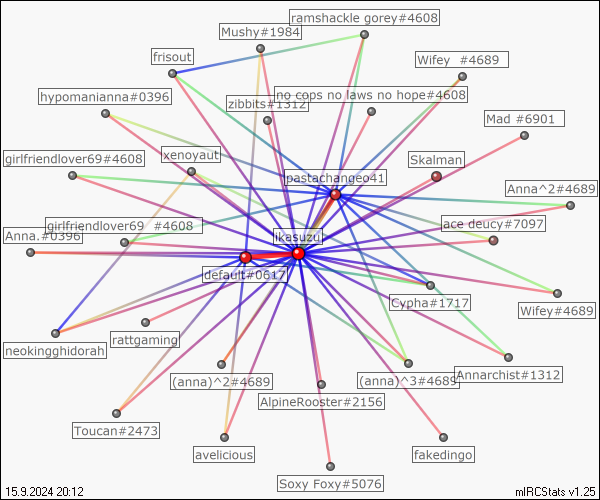 ramshackle gorey#4608
Mushy#1984
frisout
Wifey  #4689
hypomanianna#0396
zibbits#1312
no cops no laws no hope#4608
Mad #6901
girlfriendlover69#4608
xenoyaut
Skalman
pastachangeo41
Anna^2#4689
girlfriendlover69  #4608
ace deucy#7097
Anna.#0396
ikasuzu
default#0617
Cypha#1717
Wifey#4689
neokingghidorah
rattgaming
(anna)^2#4689
(anna)^3#4689
Annarchist#1312
AlpineRooster#2156
Toucan#2473
avelicious
fakedingo
Soxy Foxy#5076
15.9.2024 20:12
mIRCStats v1.25